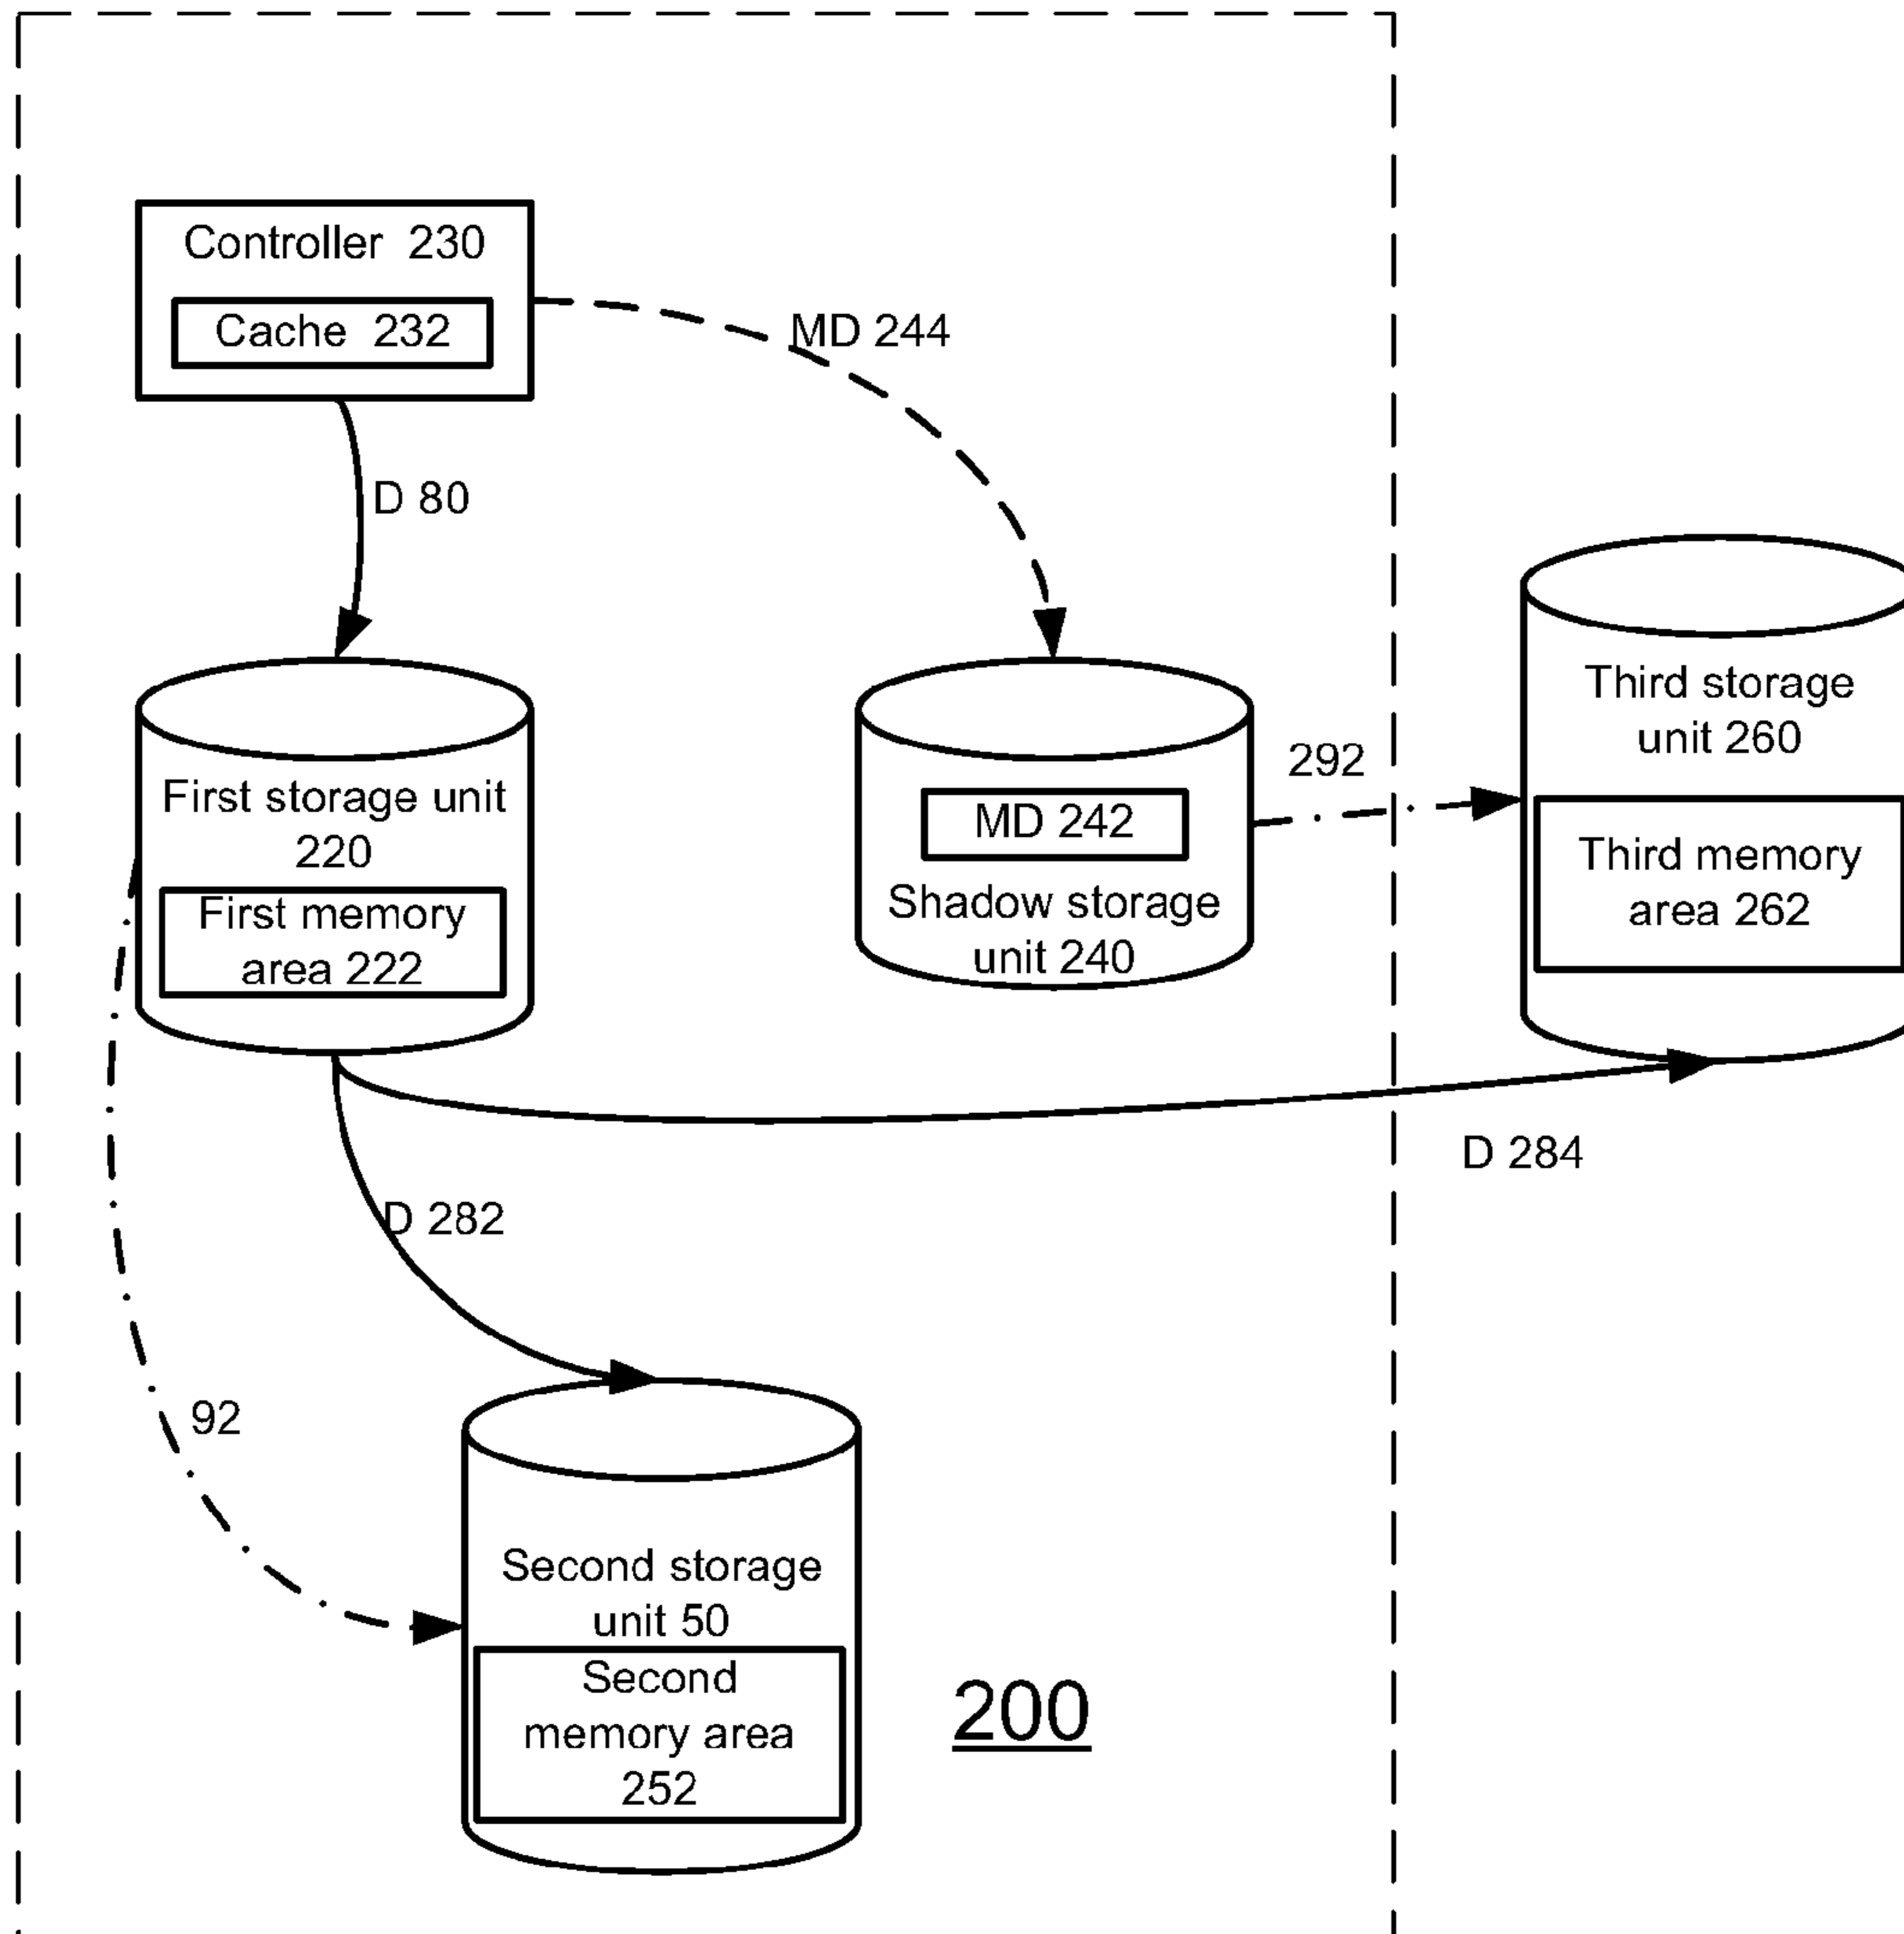 Controller 230
Cache 232
MD 244
D 80
Third storage
unit 260
Third memory
area 262
First storage unit
220
First memory
area 222
MD 242
Shadow storage
unit 240
292
D 284
D 282
92
Second storage
unit 50
Second
memory area
252
200